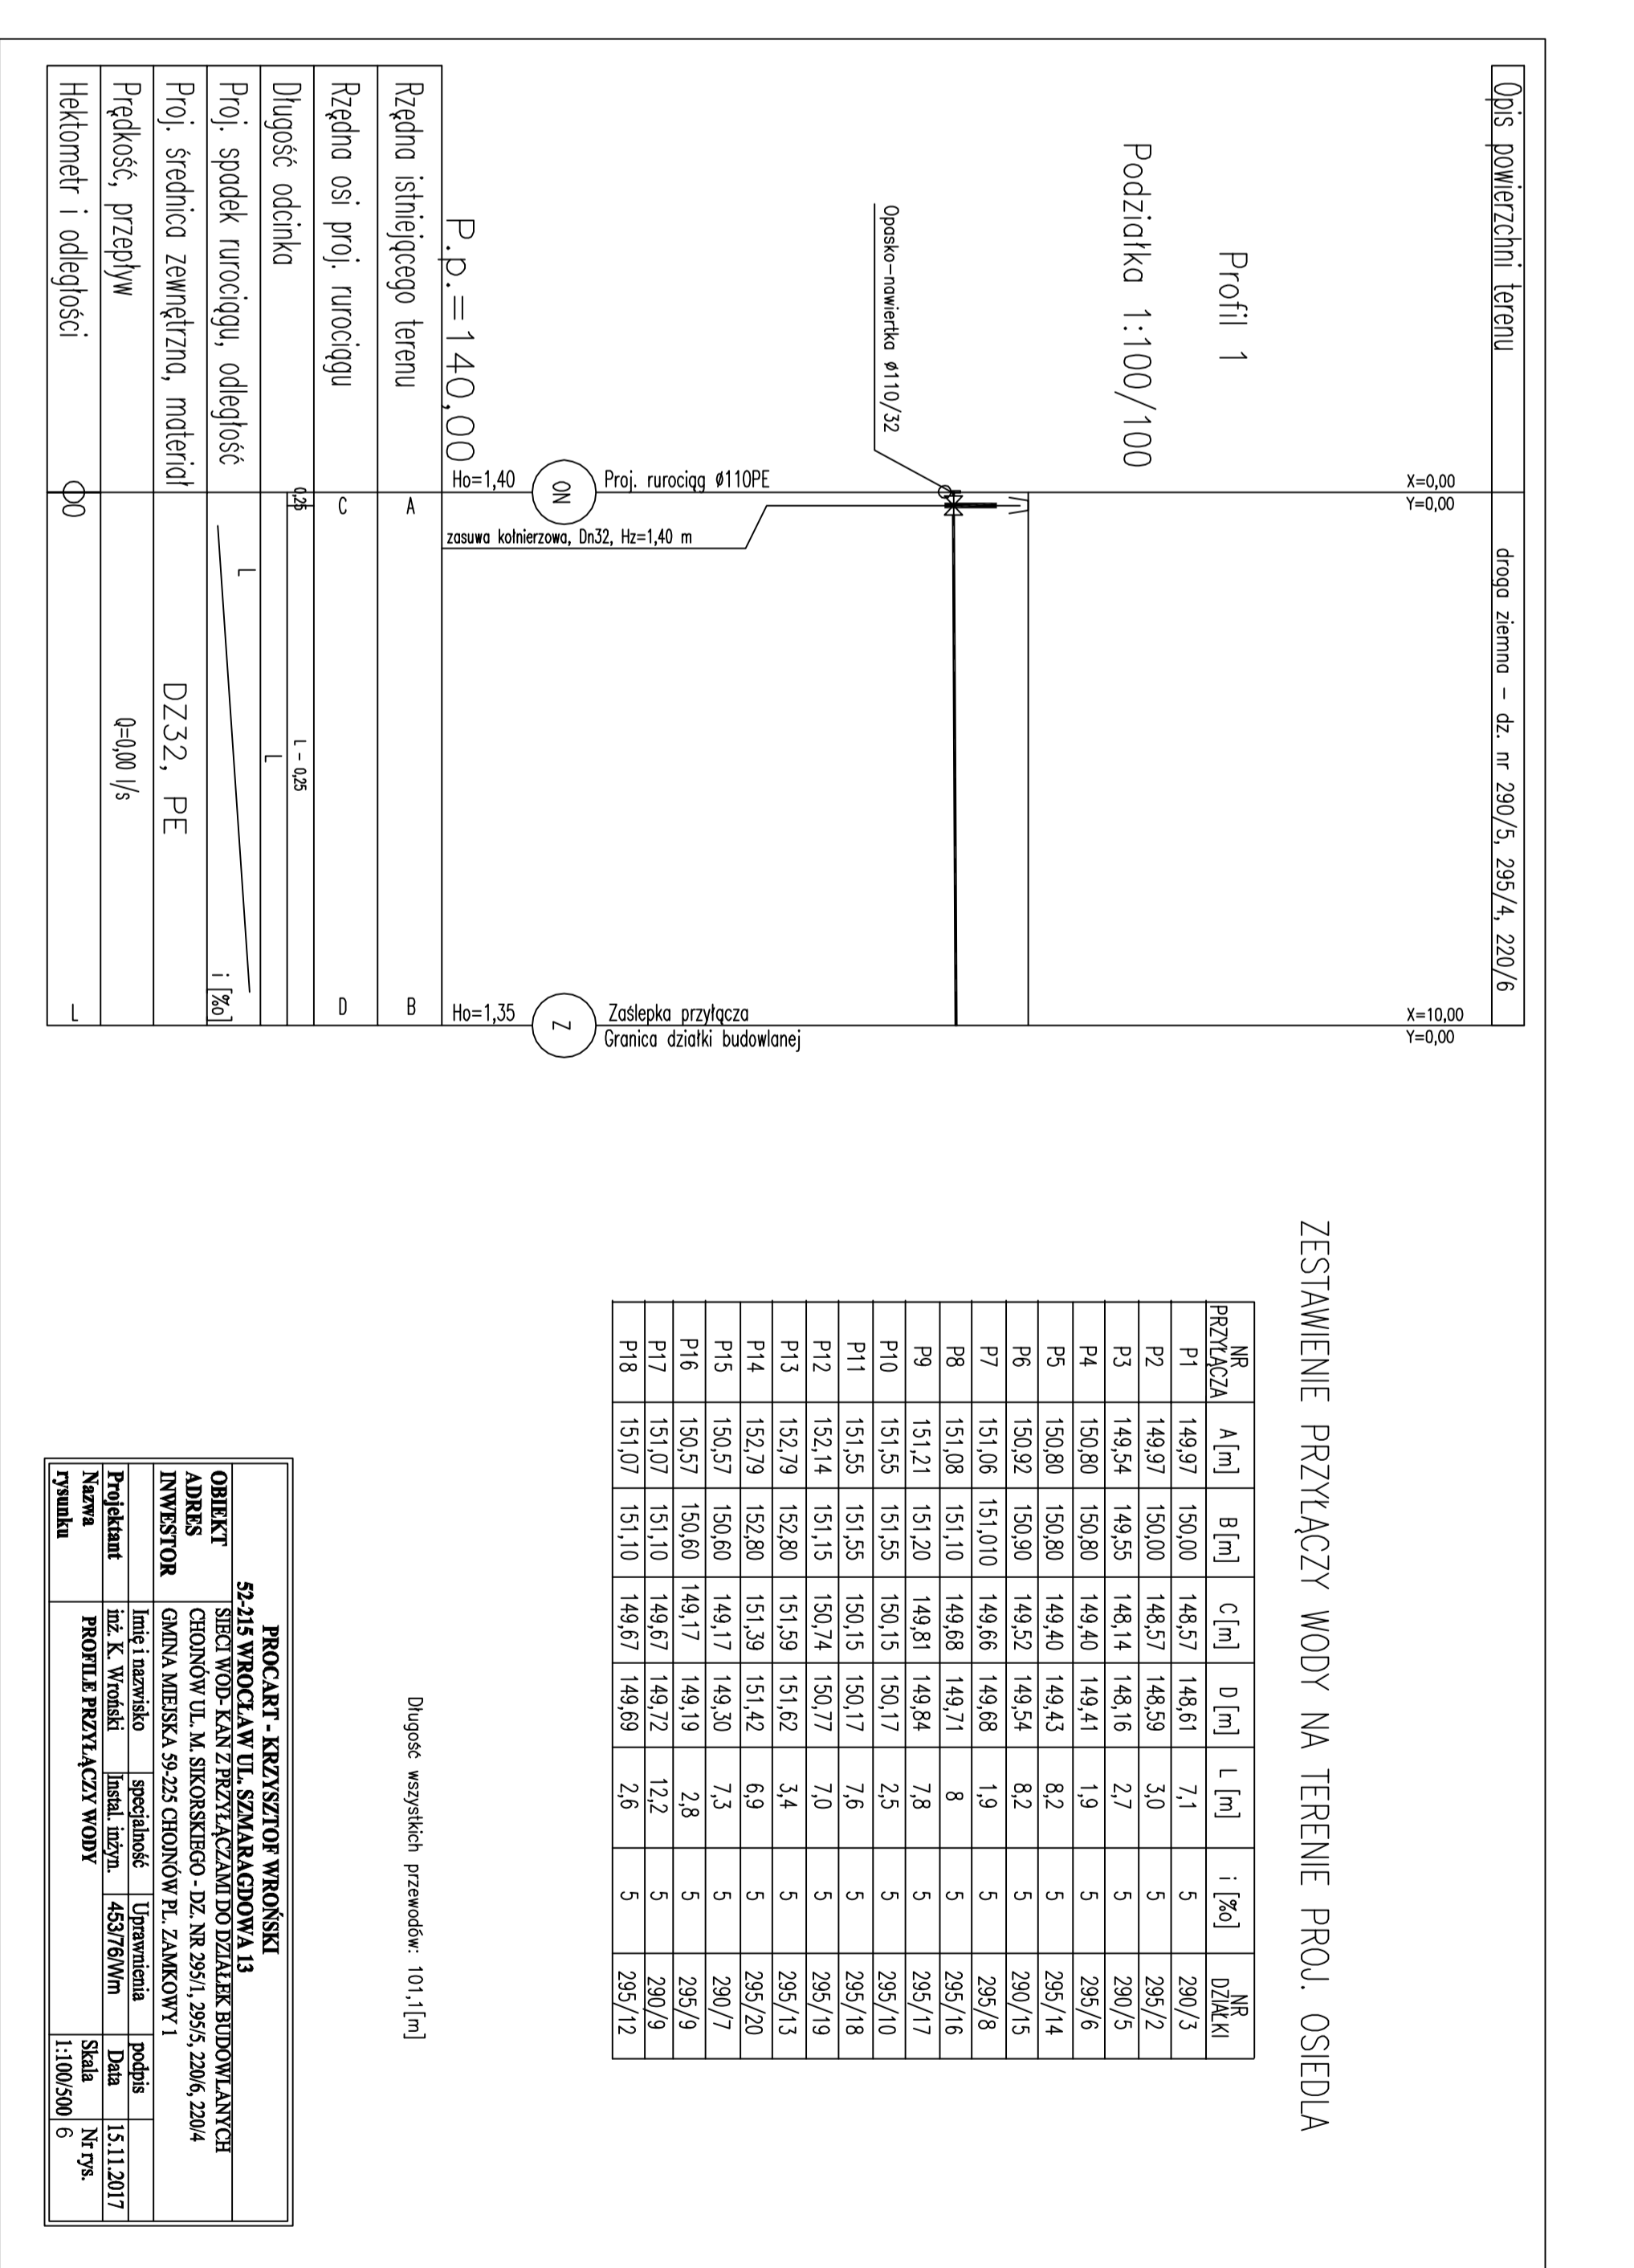 Opis powierzchni terenu
droga ziemna - dz. nr 290/5, 295/4, 220/6
X=0,00
Y=0,00
X=10,00
Y=0,00
Profil 1
Podziałka 1:100/100
Opasko-nawiertka ø110/32
Proj. rurociąg ø110PE
ON
Ho=1,40
zasuwa kołnierzowa, Dn32, Hz=1,40 m
Zaślepka przyłącza
Granica działki budowlanej
Z
Ho=1,35
P.p.=140,00
Rzędna istniejącego terenu A B
Rzędna osi proj. rurociągu C D
Długość odcinka 0,25 L - 0,25
L
Proj. spadek rurociągu, odległość L i [‰]
Proj. średnica zewnętrzna, materiał DZ32, PE
Prędkość, przepływ Q=0,00 l/s
Hektometr i odległości 00 L
ZESTAWIENIE PRZYŁĄCZY WODY NA TERENIE PROJ. OSIEDLA
NR PRZYŁĄCZA A [m] B [m] C [m] D [m] L [m] i [‰] NR DZIAŁKI
P1 149,97 150,00 148,57 148,61 7,1 5 290/3
P2 149,97 150,00 148,57 148,59 3,0 5 295/2
P3 149,54 149,55 148,14 148,16 2,7 5 290/5
P4 150,80 150,80 149,40 149,41 1,9 5 295/6
P5 150,80 150,80 149,40 149,43 8,2 5 295/14
P6 150,92 150,90 149,52 149,54 8,2 5 290/15
P7 151,06 151,010 149,66 149,68 1,9 5 295/8
P8 151,08 151,10 149,68 149,71 8 5 295/16
P9 151,21 151,20 149,81 149,84 7,8 5 295/17
P10 151,55 151,55 150,15 150,17 2,5 5 295/10
P11 151,55 151,55 150,15 150,17 7,6 5 295/18
P12 152,14 151,15 150,74 150,77 7,0 5 295/19
P13 152,79 152,80 151,59 151,62 3,4 5 295/13
P14 152,79 152,80 151,39 151,42 6,9 5 295/20
P15 150,57 150,60 149,17 149,30 7,3 5 290/7
P16 150,57 150,60 149,17 149,19 2,8 5 295/9
P17 151,07 151,10 149,67 149,72 12,2 5 290/9
P18 151,07 151,10 149,67 149,69 2,6 5 295/12
Długość wszystkich przewodów: 101,1[m]
PROCART - KRZYSZTOF WROŃSKI
52-215 WROCŁAW UL. SZMARAGDOWA 13
OBIEKT SIECI WOD- KAN Z PRZYŁĄCZAMI DO DZIAŁEK BUDOWLANYCH
ADRES CHOJNÓW UL. M. SIKORSKIEGO - DZ. NR 295/1, 295/5, 220/6, 220/4
INWESTOR GMINA MIEJSKA 59-225 CHOJNÓW PL. ZAMKOWY 1
Imię i nazwisko specjalność Uprawnienia podpis
Projektant inż. K. Wroński Instal. inżyn. 453/76/Wm Data 15.11.2017
Nazwa rysunku PROFILE PRZYŁĄCZY WODY Skala 1:100/500 Nr rys. 6